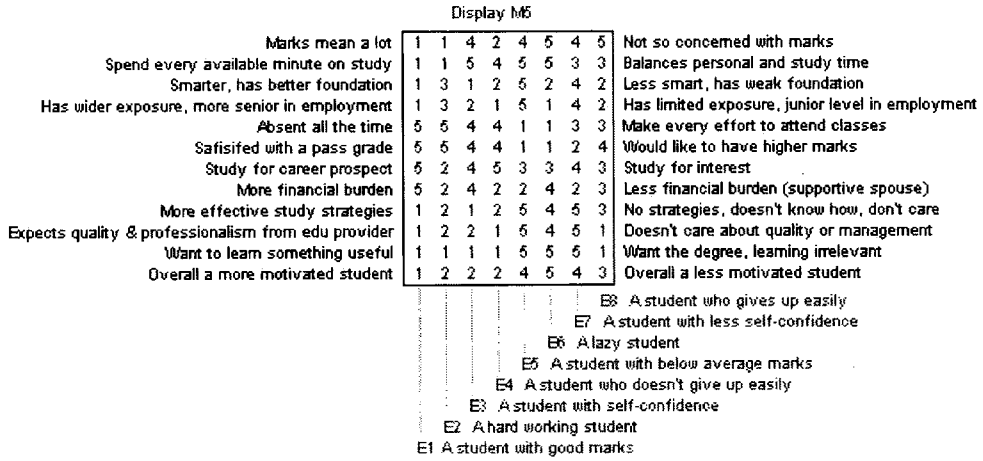 Display M5
Marks mean a lot 1 1 4 2 4 5 4 5 Not so concerned with marks
Spend every available minute on study 1 1 5 4 5 5 3 3 Balances personal and study time
Smarter, has better foundation 1 3 1 2 5 2 4 2 Less smart, has weak foundation
Has wider exposure, more senior in employment 1 3 2 1 5 1 4 2 Has limited exposure, junior level in employment
Absent all the time 5 5 4 4 1 1 3 3 Make every effort to attend classes
Safisifed with a pass grade 5 5 4 4 1 1 2 4 Would like to have higher marks
Study for career prospect 5 2 4 5 3 3 4 3 Study for interest
More financial burden 5 2 4 2 2 4 2 3 Less financial burden (supportive spouse)
More effective study strategies 1 2 1 2 5 4 5 3 No strategies, doesn't know how, don't care
Expects quality & professionalism from edu provider 1 2 2 1 5 4 5 1 Doesn't care about quality or management
Want to learn something useful 1 1 1 1 5 5 5 1 Want the degree, learning irrelevant
Overall a more motivated student 1 2 2 2 4 5 4 3 Overall a less motivated student
E8 A student who gives up easily
E7 A student with less self-confidence
E6 A lazy student
E5 A student with below average marks
E4 A student who doesn't give up easily
E3 A student with self-confidence
E2 A hard working student
E1 A student with good marks